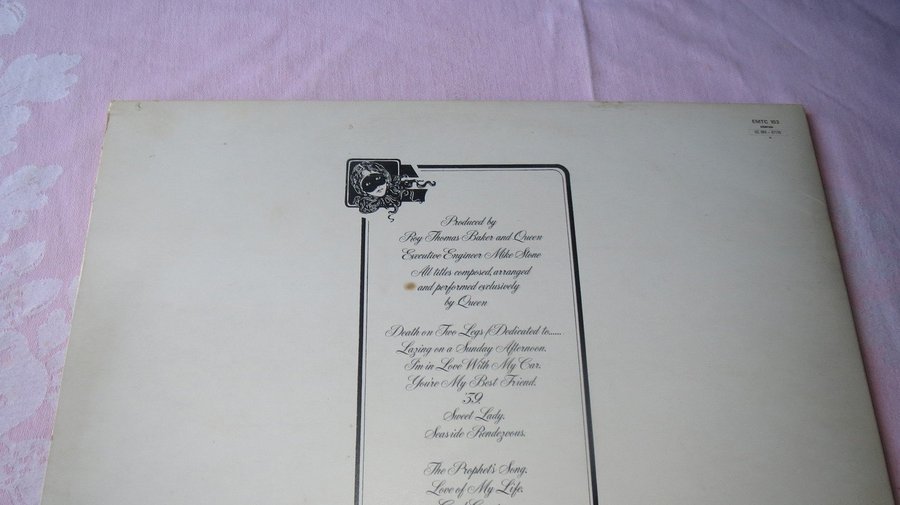 EMTC 103
Produced by
Roy Thomas Baker and Queen
Executive Engineer Mike Stone
All titles composed, arranged
and performed exclusively
by Queen
Death on Two Legs (Dedicated to......
Lazing on a Sunday Afternoon.
I'm in Love With My Car.
You're My Best Friend.
'39.
Sweet Lady.
Seaside Rendezvous.
The Prophet's Song.
Love of My Life.